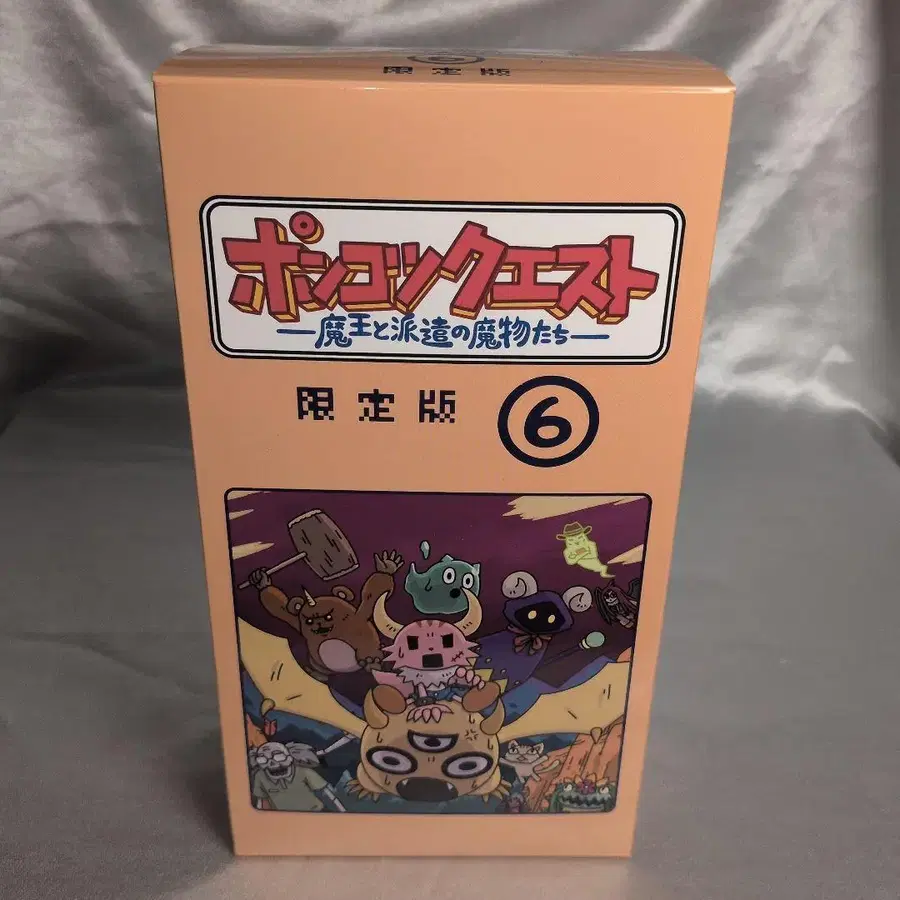 ⑥
限定版
ポンコツクエスト
―魔王と派遣の魔物たち―
限定版 ⑥